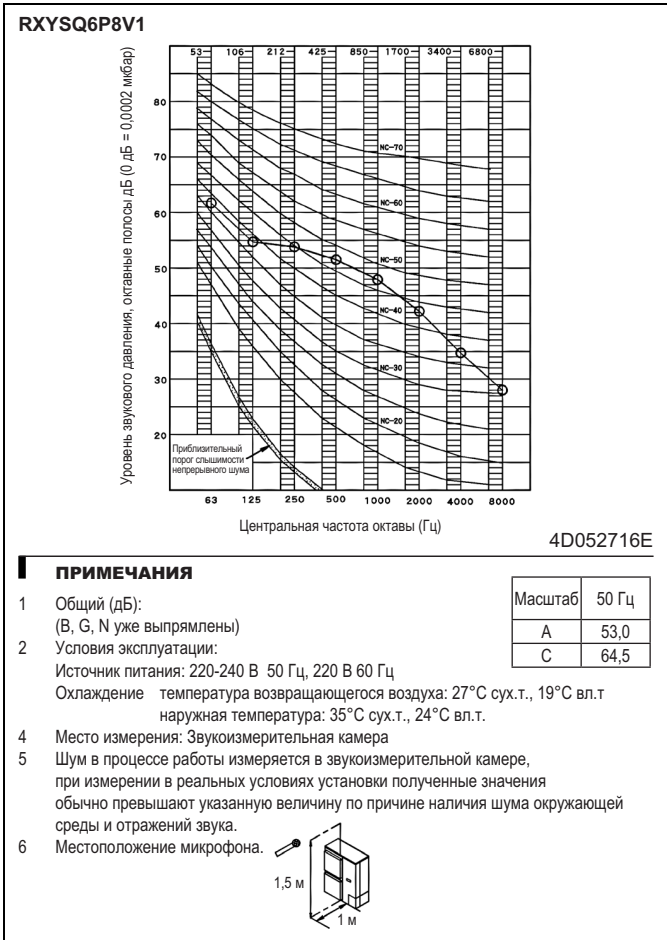 RXYSQ6P8V1
Уровень звукового давления, октавные полосы дБ (0 дБ = 0,0002 мкбар)
53 106 212 425 850 1700 3400 6800
80
70
60
50
40
30
20
NC-70
NC-60
NC-50
NC-40
NC-30
NC-20
Приблизительный
порог слышимости
непрерывного шума
63 125 250 500 1000 2000 4000 8000
Центральная частота октавы (Гц)
4D052716E
ПРИМЕЧАНИЯ
1 Общий (дБ):
(B, G, N уже выпрямлены)
Масштаб 50 Гц
A 53,0
C 64,5
2 Условия эксплуатации:
Источник питания: 220-240 В 50 Гц, 220 В 60 Гц
Охлаждение температура возвращающегося воздуха: 27°C сух.т., 19°C вл.т
наружная температура: 35°C сух.т., 24°C вл.т.
4 Место измерения: Звукоизмерительная камера
5 Шум в процессе работы измеряется в звукоизмерительной камере,
при измерении в реальных условиях установки полученные значения
обычно превышают указанную величину по причине наличия шума окружающей
среды и отражений звука.
6 Местоположение микрофона.
1,5 м
1 м